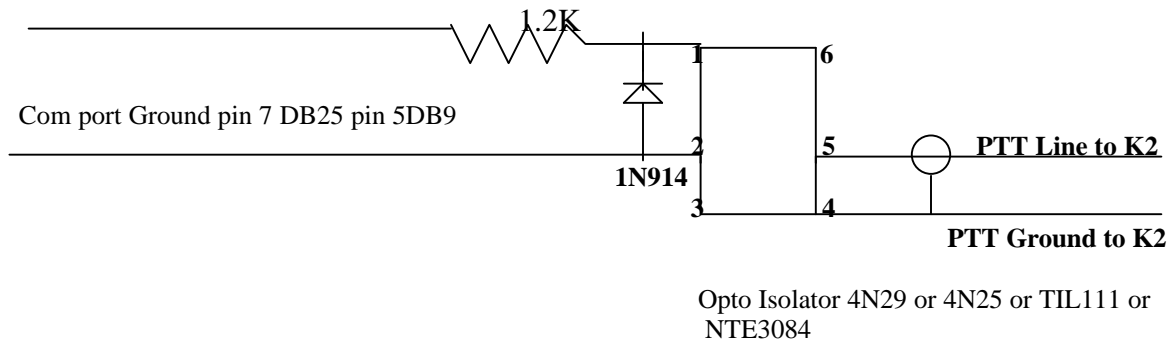 1.2K
1 6
Com port Ground pin 7 DB25 pin 5DB9
2 5 PTT Line to K2
1N914
3 4
PTT Ground to K2
Opto Isolator 4N29 or 4N25 or TIL111 or
NTE3084